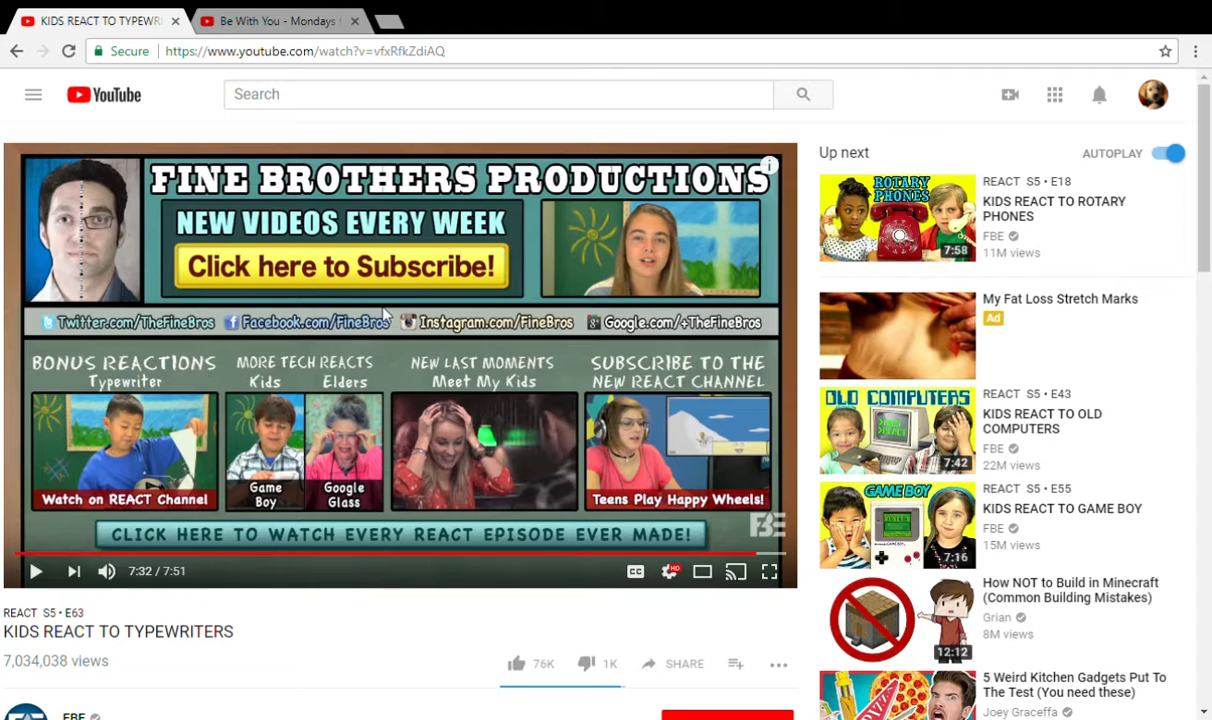 KIDS REACT TO TYPEWR
Be With You - Mondays
Secure
https://www.youtube.com/watch?v=vfxRfkZdiAQ
YouTube
Search
FINE BROTHERS PRODUCTIONS
NEW VIDEOS EVERY WEEK
Click here to Subscribe!
Twitter.com/TheFineBros
Facebook.com/FineBros
Instagram.com/FineBros
Google.com/+TheFineBros
BONUS REACTIONS
Typewriter
Watch on REACT Channel
MORE TECH REACTS
Kids Elders
Game Boy
Google Glass
NEW LAST MOMENTS
Meet My Kids
SUBSCRIBE TO THE
NEW REACT CHANNEL
Teens Play Happy Wheels!
FBE
CLICK HERE TO WATCH EVERY REACT EPISODE EVER MADE!
7:32 / 7:51
CC
HD
REACT S5 • E63
KIDS REACT TO TYPEWRITERS
7,034,038 views
76K
1K
SHARE
FBE
Up next
AUTOPLAY
ROTARY
PHONES
7:58
REACT S5 • E18
KIDS REACT TO ROTARY
PHONES
FBE
11M views
My Fat Loss Stretch Marks
Ad
OLD COMPUTERS
7:42
REACT S5 • E43
KIDS REACT TO OLD
COMPUTERS
FBE
22M views
GAME BOY
7:16
REACT S5 • E55
KIDS REACT TO GAME BOY
FBE
15M views
12:12
How NOT to Build in Minecraft
(Common Building Mistakes)
Grian
8M views
5 Weird Kitchen Gadgets Put To
The Test (You need these)
Joey Graceffa